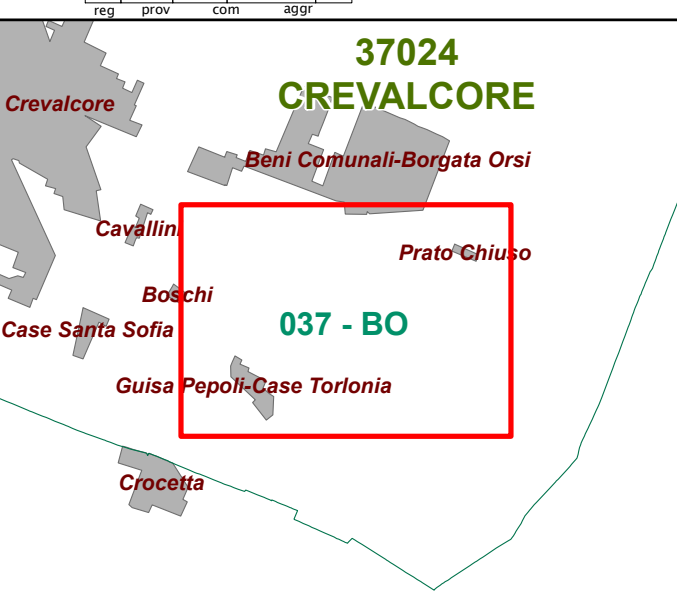 reg prov com aggr
37024
CREVALCORE
Crevalcore
Beni Comunali-Borgata Orsi
Cavallini
Prato Chiuso
Boschi
037 - BO
Case Santa Sofia
Guisa Pepoli-Case Torlonia
Crocetta